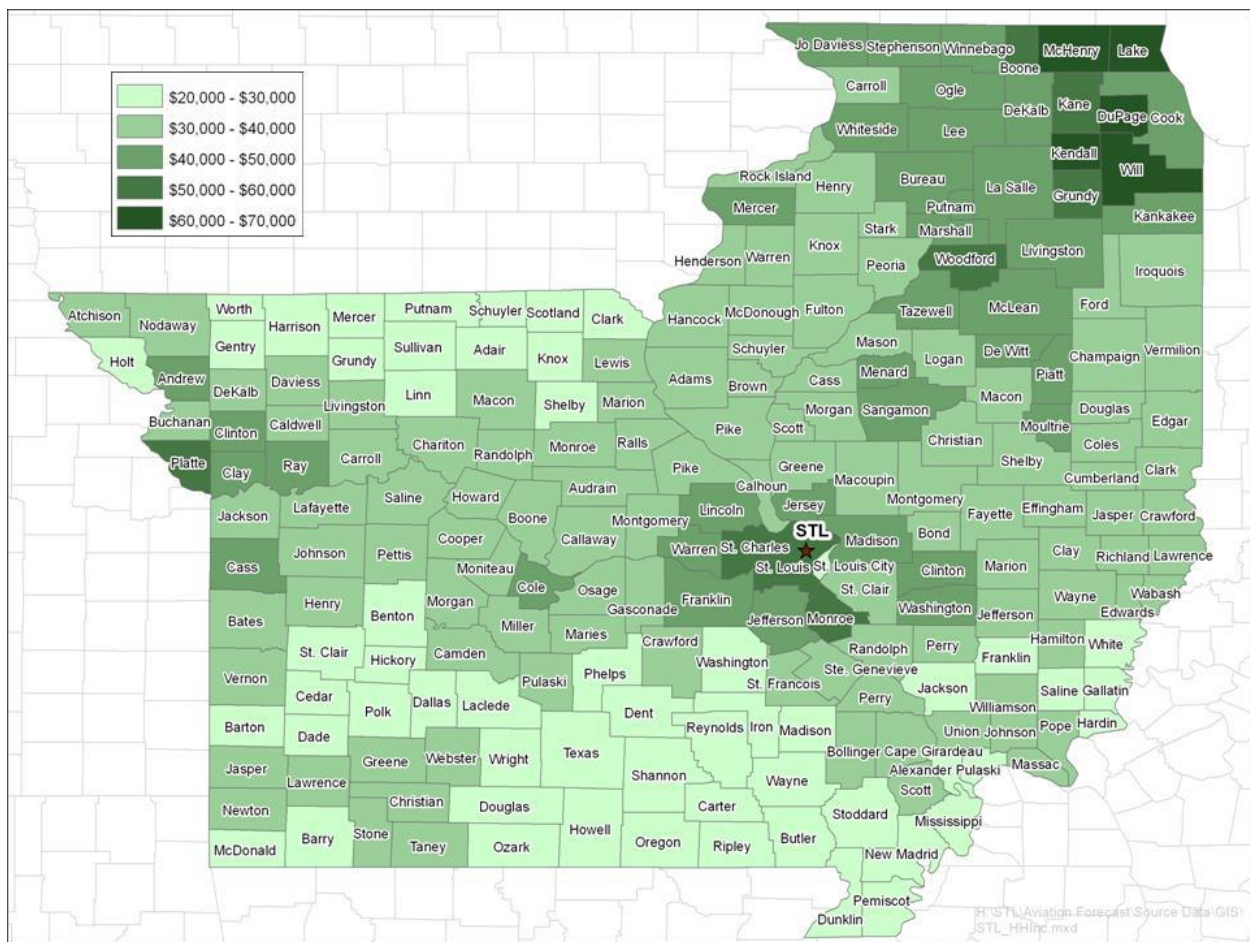 $20,000 - $30,000
$30,000 - $40,000
$40,000 - $50,000
$50,000 - $60,000
$60,000 - $70,000
Jo Daviess Stephenson Winnebago McHenry Lake
Boone
Carroll Ogle Kane
DeKalb DuPage Cook
Whiteside Lee
Kendall Will
Rock Island Henry Bureau La Salle
Mercer Putnam Grundy
Kankakee
Stark Marshall
Knox Livingston
Henderson Warren Peoria Woodford Iroquois
Atchison Nodaway Worth Harrison Mercer Putnam Schuyler Scotland Clark
Hancock McDonough Fulton Tazewell McLean Ford
Holt Gentry Grundy Sullivan Adair Knox Lewis
Schuyler Mason Logan De Witt Champaign Vermilion
Andrew DeKalb Daviess Linn Macon Shelby Marion
Adams Brown Cass Menard Piatt
Buchanan Clinton Caldwell Livingston
Morgan Sangamon Macon Douglas Edgar
Pike Scott Moultrie Coles
Platte Clay Ray Carroll Chariton Randolph Monroe Ralls
Christian Shelby
Pike Greene Macoupin Cumberland Clark
Audrain Calhoun
Jackson Lafayette Saline Howard Boone
Montgomery Lincoln Jersey Montgomery Fayette Effingham Jasper Crawford
Johnson Pettis Cooper Callaway
STL
Warren St. Charles Madison Bond
Cass Moniteau Cole Osage
St. Louis St. Louis City
Clinton Marion Clay Richland Lawrence
Henry Benton Morgan Miller Gasconade Franklin St. Clair
Wayne Edwards Wabash
Bates Maries Jefferson Monroe Washington Jefferson
St. Clair Hickory Camden Crawford
Washington Randolph Perry Hamilton White
Vernon Pulaski Phelps Ste. Genevieve Franklin
Cedar St. Francois
Dallas Laclede Perry Jackson Saline Gallatin
Barton Polk Dent Williamson
Dade Reynolds Iron Madison
Union Johnson Pope Hardin
Jasper Greene Webster Wright Texas
Bollinger Cape Girardeau
Lawrence Shannon Wayne Alexander Pulaski Massac
Newton Christian Douglas Carter Scott
McDonald Barry Stone Taney Ozark Howell Oregon Ripley Butler Stoddard Mississippi
New Madrid
Pemiscot
Dunklin
H:\STL\Aviation Forecast\Source Data\GIS\
STL_HHInc.mxd